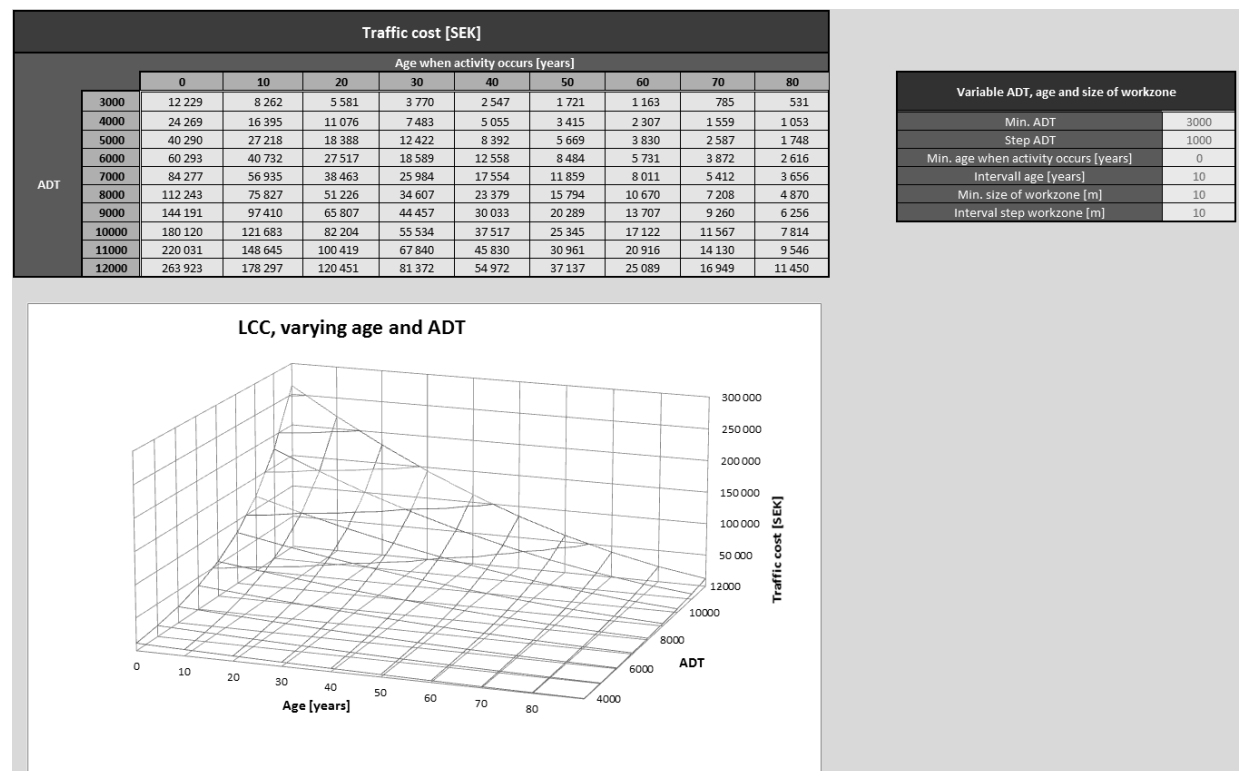 Traffic cost [SEK]
Age when activity occurs [years]
0 10 20 30 40 50 60 70 80
ADT
3000 12 229 8 262 5 581 3 770 2 547 1 721 1 163 785 531
4000 24 269 16 395 11 076 7 483 5 055 3 415 2 307 1 559 1 053
5000 40 290 27 218 18 388 12 422 8 392 5 669 3 830 2 587 1 748
6000 60 293 40 732 27 517 18 589 12 558 8 484 5 731 3 872 2 616
7000 84 277 56 935 38 463 25 984 17 554 11 859 8 011 5 412 3 656
8000 112 243 75 827 51 226 34 607 23 379 15 794 10 670 7 208 4 870
9000 144 191 97 410 65 807 44 457 30 033 20 289 13 707 9 260 6 256
10000 180 120 121 683 82 204 55 534 37 517 25 345 17 122 11 567 7 814
11000 220 031 148 645 100 419 67 840 45 830 30 961 20 916 14 130 9 546
12000 263 923 178 297 120 451 81 372 54 972 37 137 25 089 16 949 11 450
Variable ADT, age and size of workzone
Min. ADT 3000
Step ADT 1000
Min. age when activity occurs [years] 0
Intervall age [years] 10
Min. size of workzone [m] 10
Interval step workzone [m] 10
LCC, varying age and ADT
300 000
250 000
200 000
150 000
100 000
50 000
Traffic cost [SEK]
12000
10000
8000
6000
4000
ADT
0 10 20 30 40 50 60 70 80
Age [years]